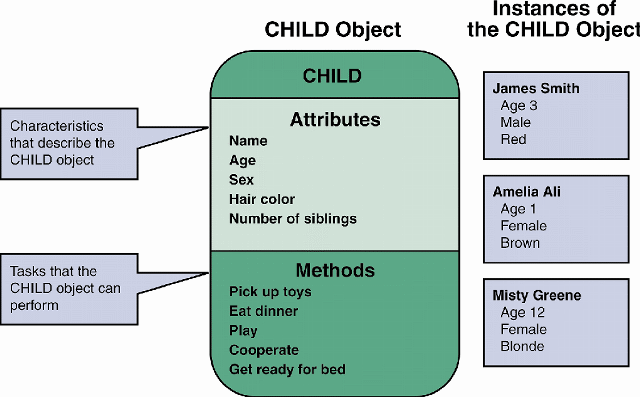 CHILD Object
Instances of
the CHILD Object
CHILD
Characteristics
that describe the
CHILD object
Attributes
Name
Age
Sex
Hair color
Number of siblings
Tasks that the
CHILD object can
perform
Methods
Pick up toys
Eat dinner
Play
Cooperate
Get ready for bed
James Smith
Age 3
Male
Red
Amelia Ali
Age 1
Female
Brown
Misty Greene
Age 12
Female
Blonde